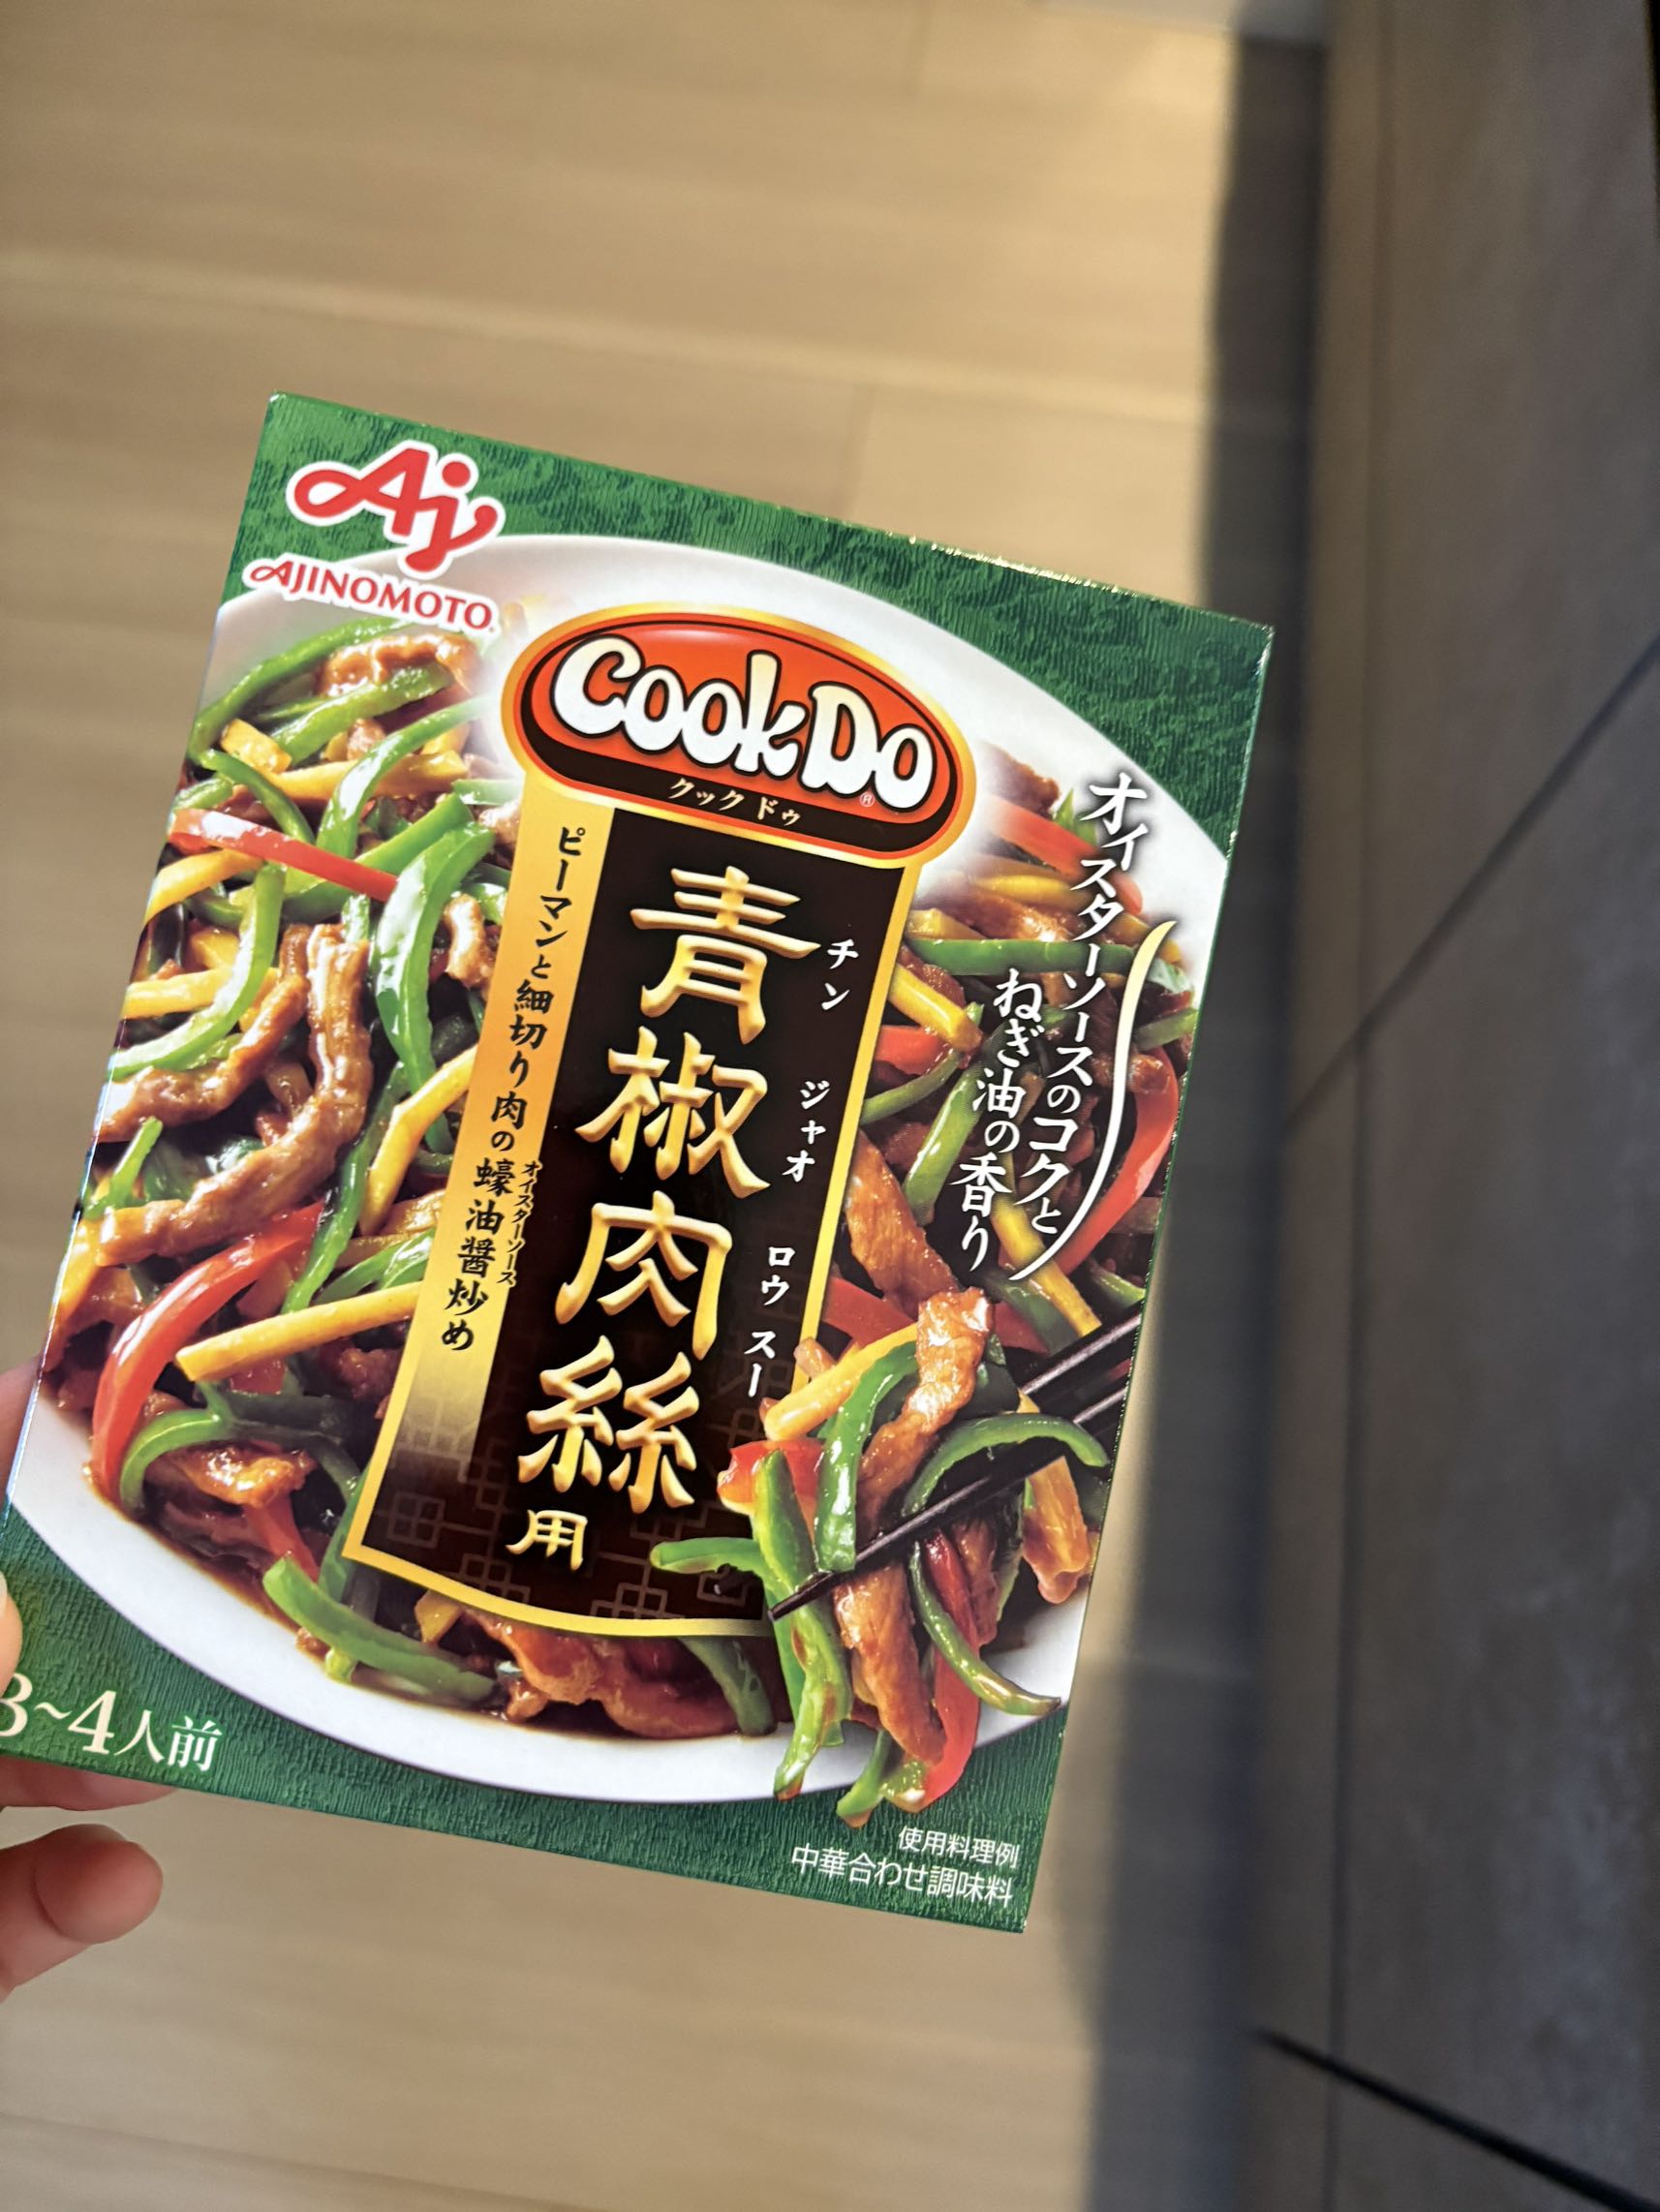 Aj
AJINOMOTO
CookDo®
クックドゥ
オイスターソースのコクと
ねぎ油の香り
青椒肉絲用
チンジャオロウスー
ピーマンと細切り肉の蠔油醤炒め
オイスターソース
3~4人前
使用料理例
中華合わせ調味料